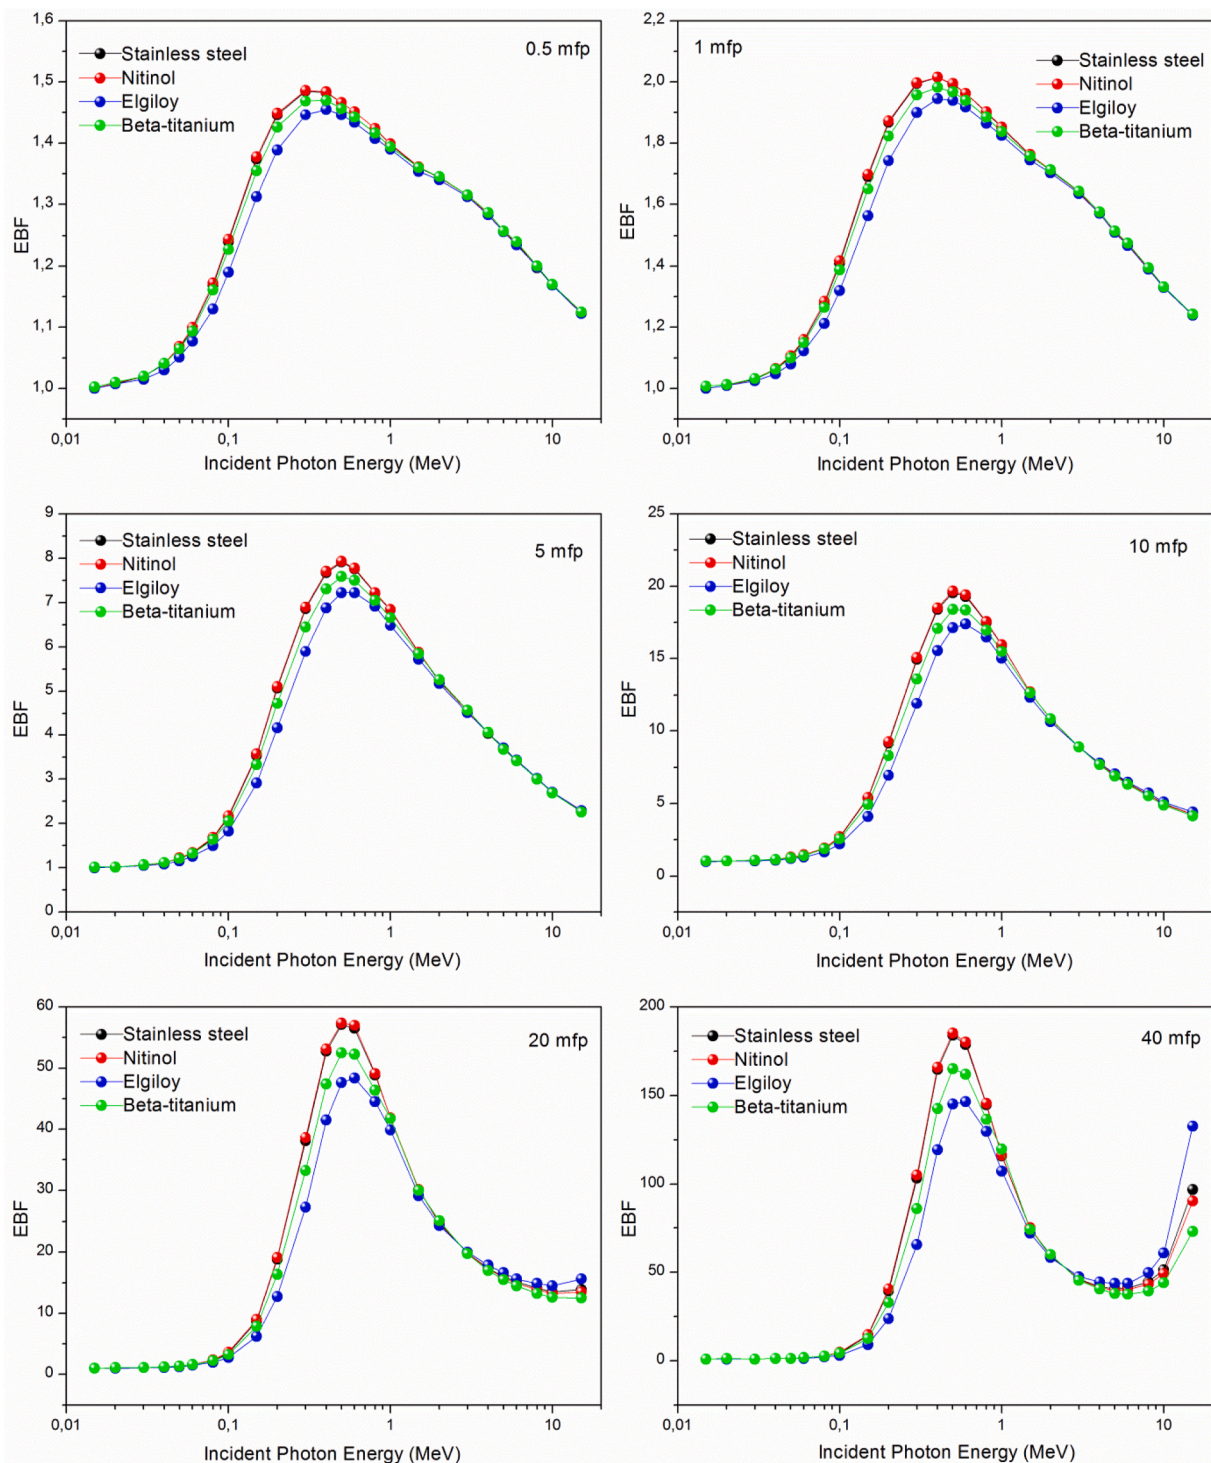 1,6
1,5
1,4
1,3
1,2
1,1
1,0
EBF
Stainless steel
Nitinol
Elgiloy
Beta-titanium
0.5 mfp
0,01
0,1
1
10
Incident Photon Energy (MeV)
2,2
2,0
1,8
1,6
1,4
1,2
1,0
EBF
1 mfp
Stainless steel
Nitinol
Elgiloy
Beta-titanium
0,01
0,1
1
10
Incident Photon Energy (MeV)
9
8
7
6
5
4
3
2
1
0
EBF
Stainless steel
Nitinol
Elgiloy
Beta-titanium
5 mfp
0,01
0,1
1
10
Incident Photon Energy (MeV)
25
20
15
10
5
0
EBF
Stainless steel
Nitinol
Elgiloy
Beta-titanium
10 mfp
0,01
0,1
1
10
Incident Photon Energy (MeV)
60
50
40
30
20
10
0
EBF
Stainless steel
Nitinol
Elgiloy
Beta-titanium
20 mfp
0,01
0,1
1
10
Incident Photon Energy (MeV)
200
150
100
50
0
EBF
Stainless steel
Nitinol
Elgiloy
Beta-titanium
40 mfp
0,01
0,1
1
10
Incident Photon Energy (MeV)